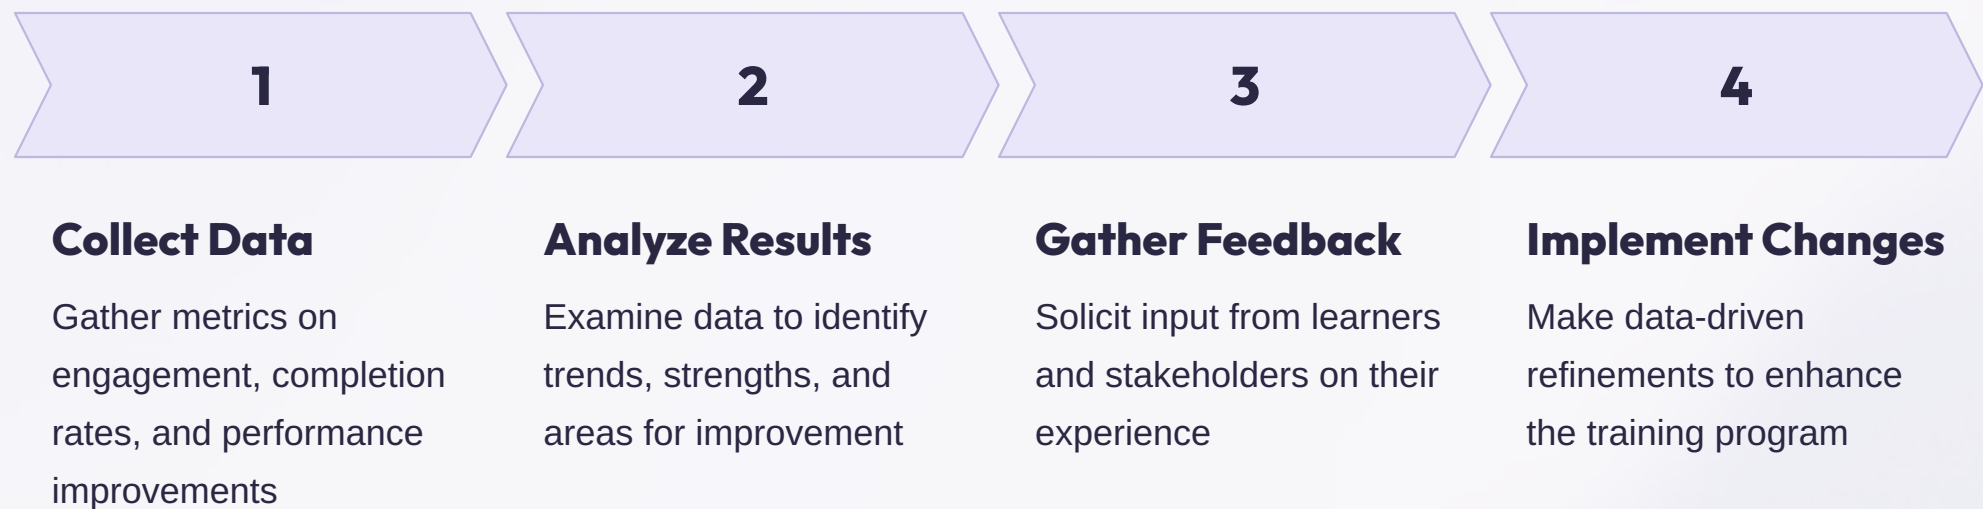 1
2
3
4
Collect Data
Gather metrics on
engagement, completion
rates, and performance
improvements
Analyze Results
Examine data to identify
trends, strengths, and
areas for improvement
Gather Feedback
Solicit input from learners
and stakeholders on their
experience
Implement Changes
Make data-driven
refinements to enhance
the training program